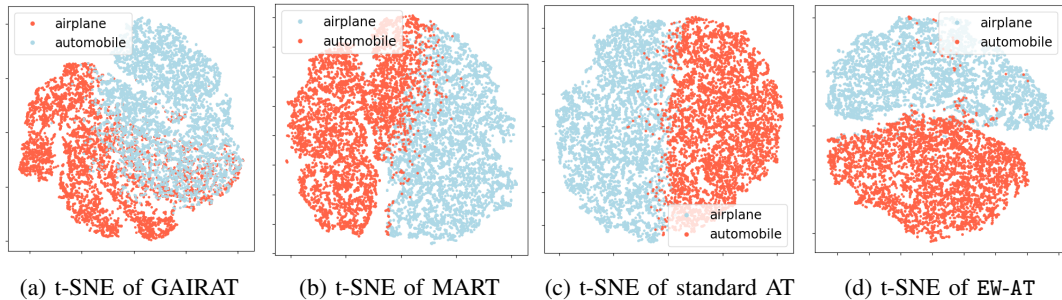 airplane
automobile
airplane
automobile
airplane
automobile
airplane
automobile
(a) t-SNE of GAIRAT
(b) t-SNE of MART
(c) t-SNE of standard AT
(d) t-SNE of EW-AT